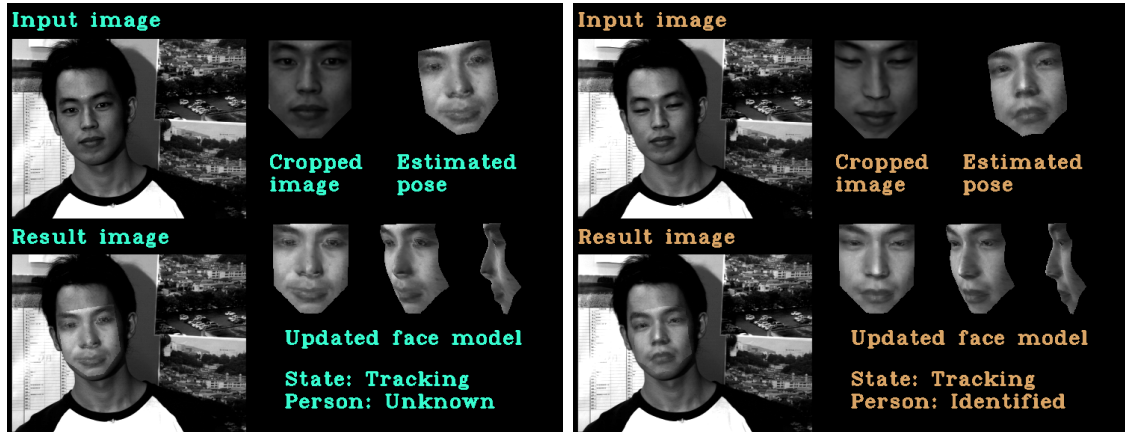 Input image
Cropped
image
Estimated
pose
Result image
Updated face model
State: Tracking
Person: Unknown
Input image
Cropped
image
Estimated
pose
Result image
Updated face model
State: Tracking
Person: Identified